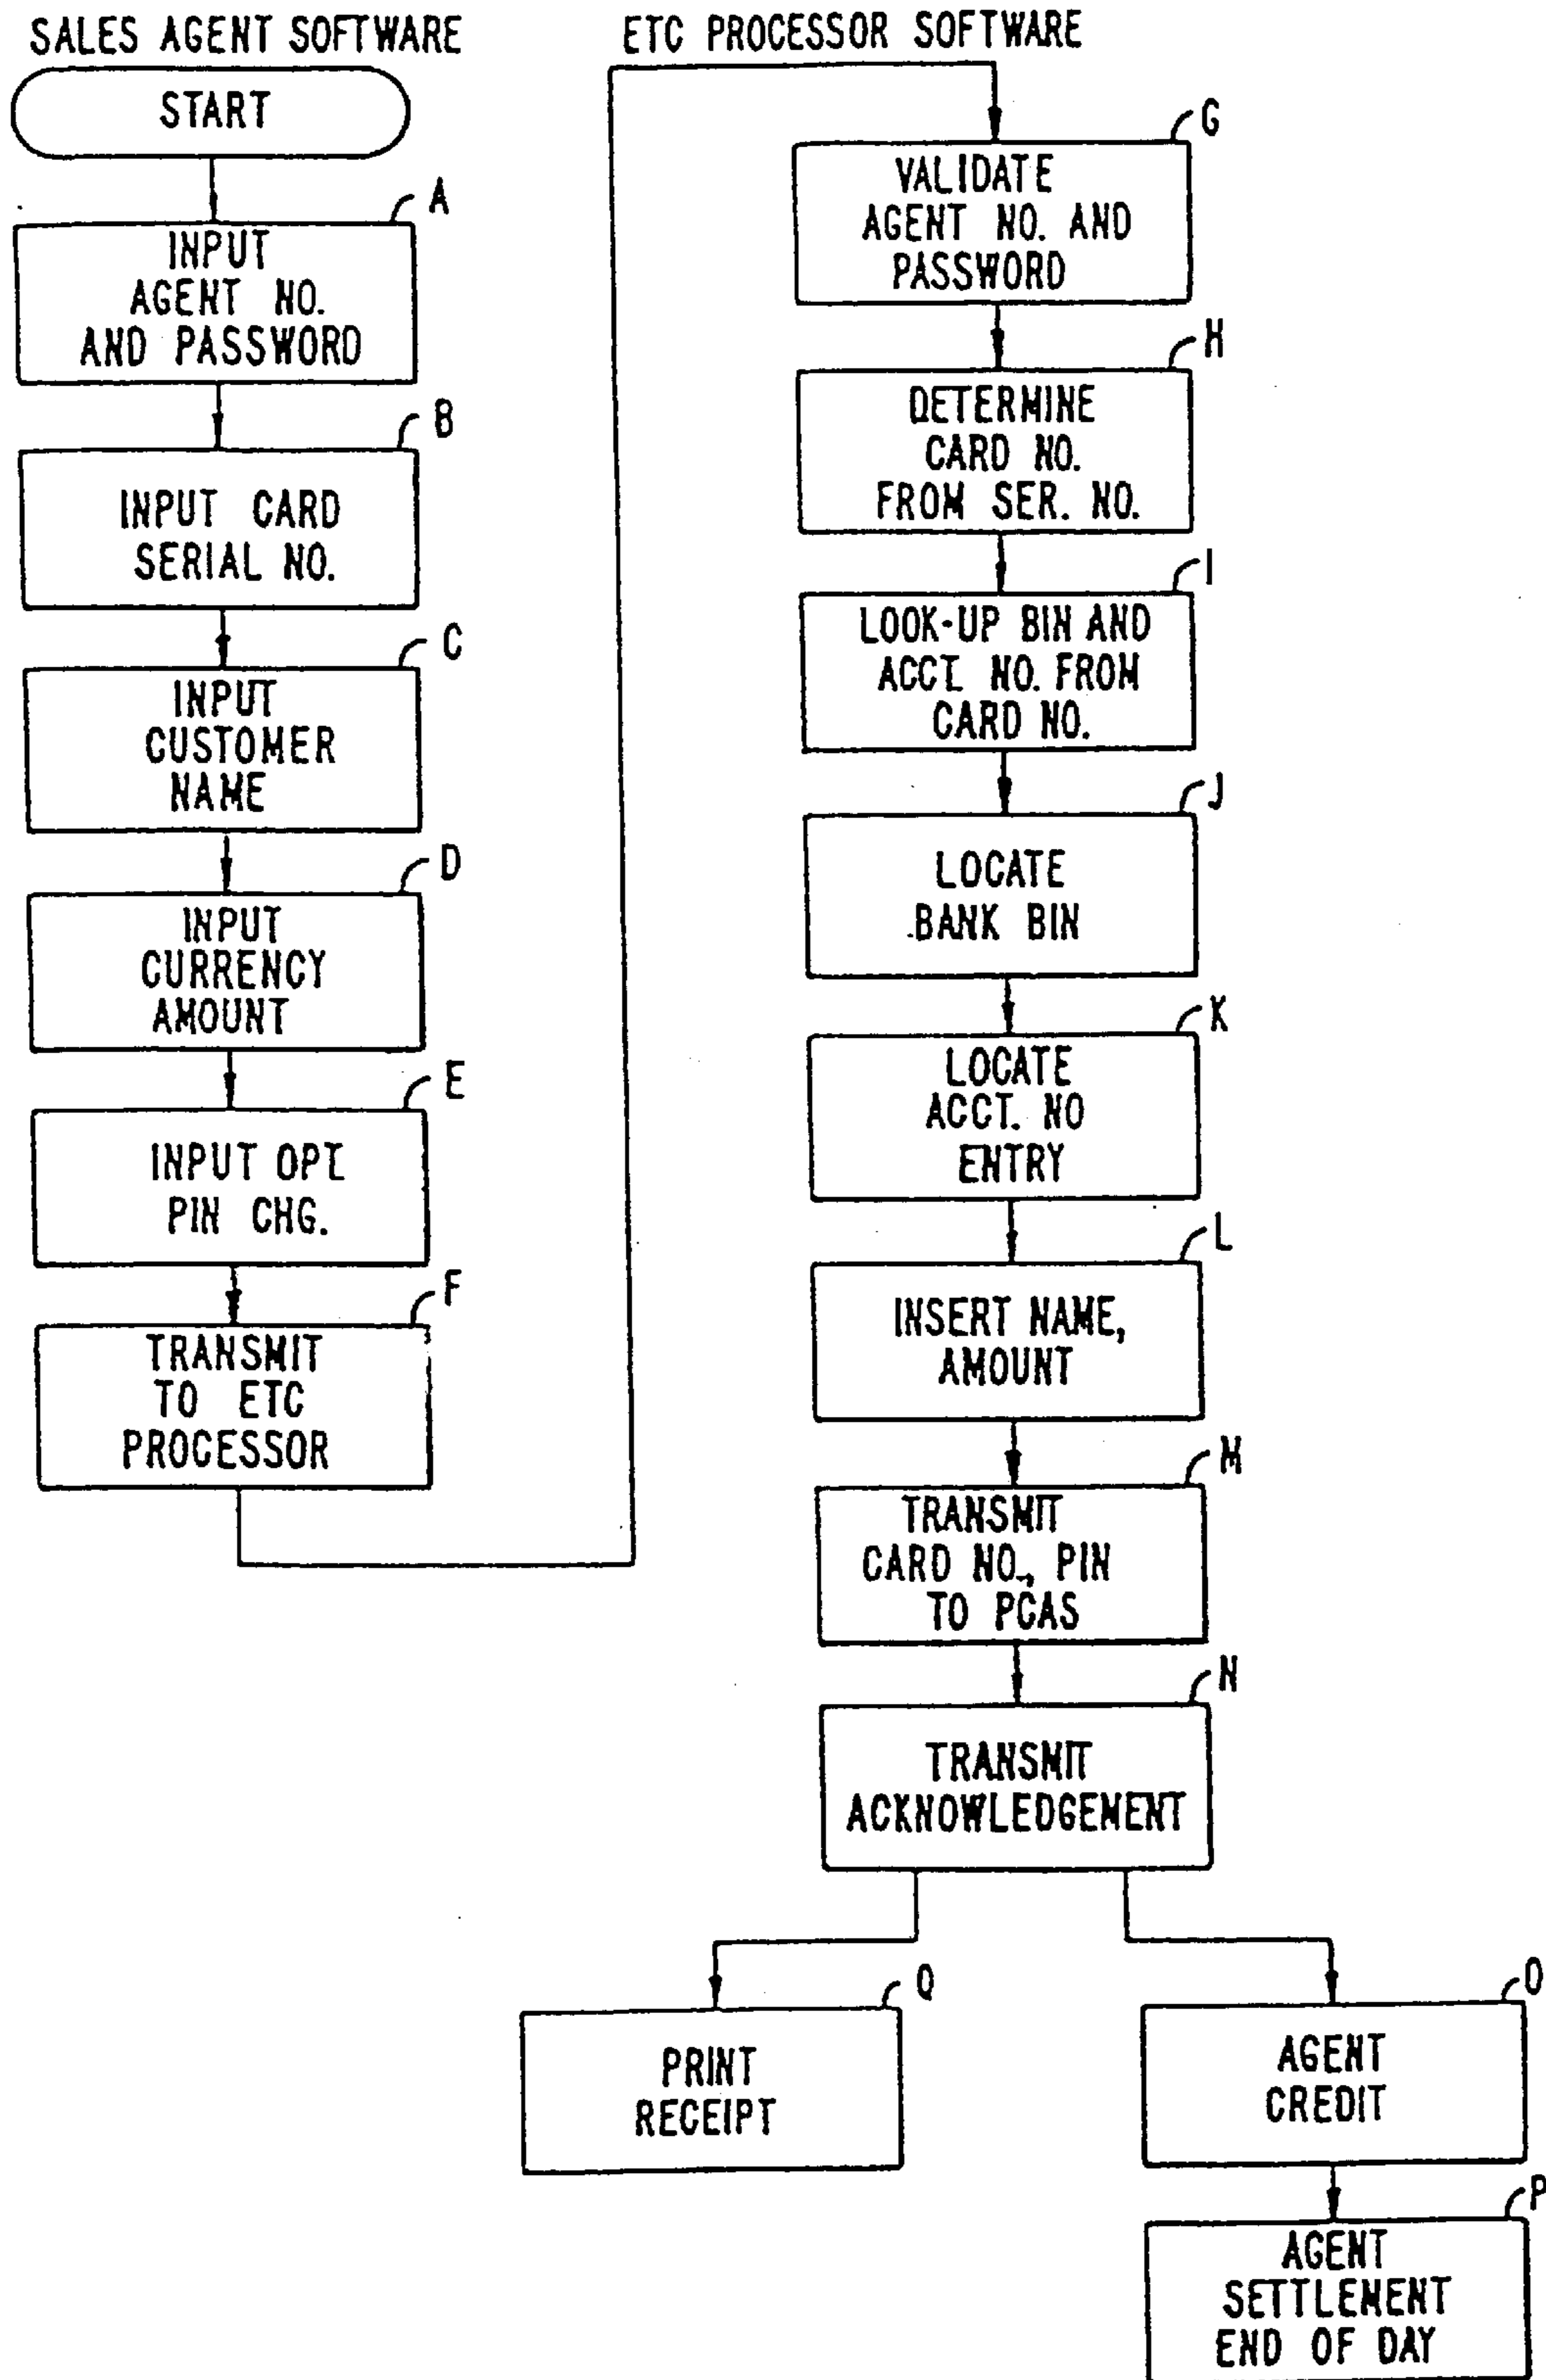 SALES AGENT SOFTWARE
START
A
INPUT
AGENT NO.
AND PASSWORD
B
INPUT CARD
SERIAL NO.
C
INPUT
CUSTOMER
NAME
D
INPUT
CURRENCY
AMOUNT
E
INPUT OPT.
PIN CHG.
F
TRANSMIT
TO ETC
PROCESSOR
ETC PROCESSOR SOFTWARE
G
VALIDATE
AGENT NO. AND
PASSWORD
H
DETERMINE
CARD NO.
FROM SER. NO.
I
LOOK-UP BIN AND
ACCT. NO. FROM
CARD NO.
J
LOCATE
BANK BIN
K
LOCATE
ACCT. NO
ENTRY
L
INSERT NAME,
AMOUNT
M
TRANSMIT
CARD NO., PIN
TO PCAS
N
TRANSMIT
ACKNOWLEDGEMENT
Q
PRINT
RECEIPT
O
AGENT
CREDIT
P
AGENT
SETTLEMENT
END OF DAY